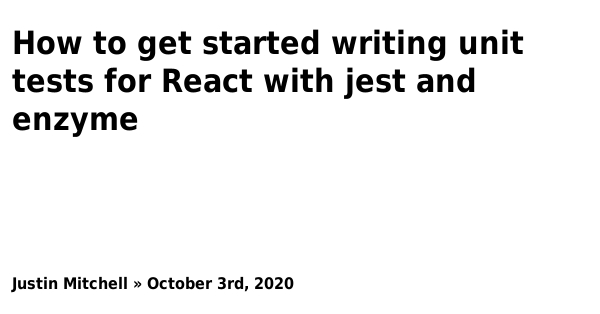 How to get started writing unit
tests for React with jest and
enzyme
Justin Mitchell » October 3rd, 2020